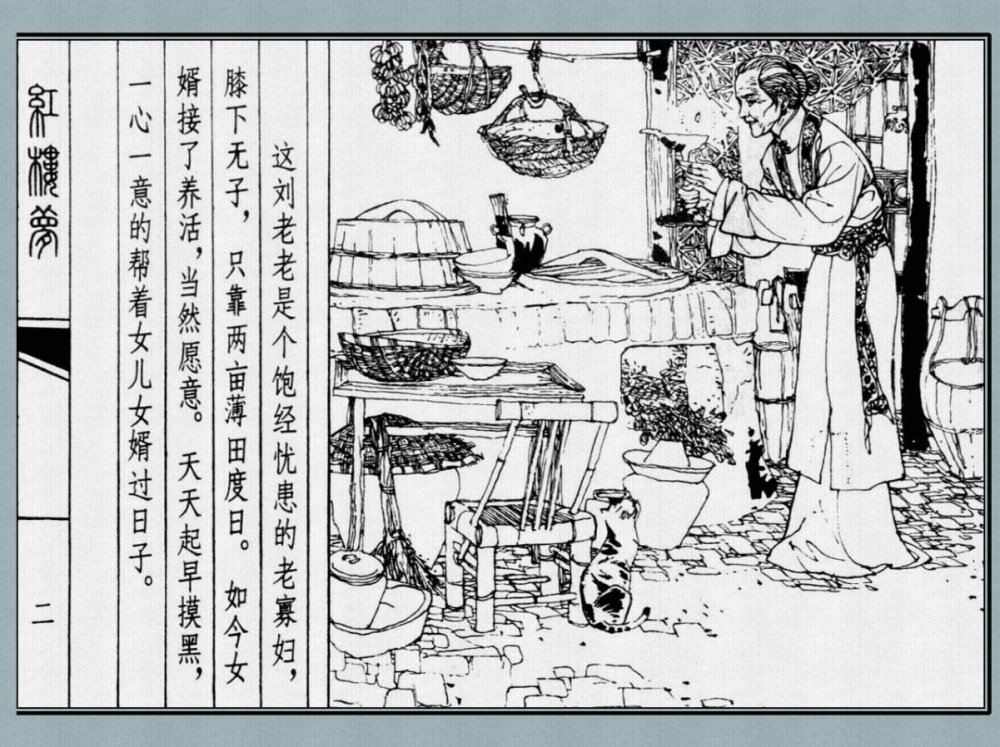 这刘老老是个饱经忧患的老寡妇，
膝下无子，只靠两亩薄田度日。如今女
婿接了养活，当然愿意。天天起早摸黑，
一心一意的帮着女儿女婿过日子。
紅樓夢
二